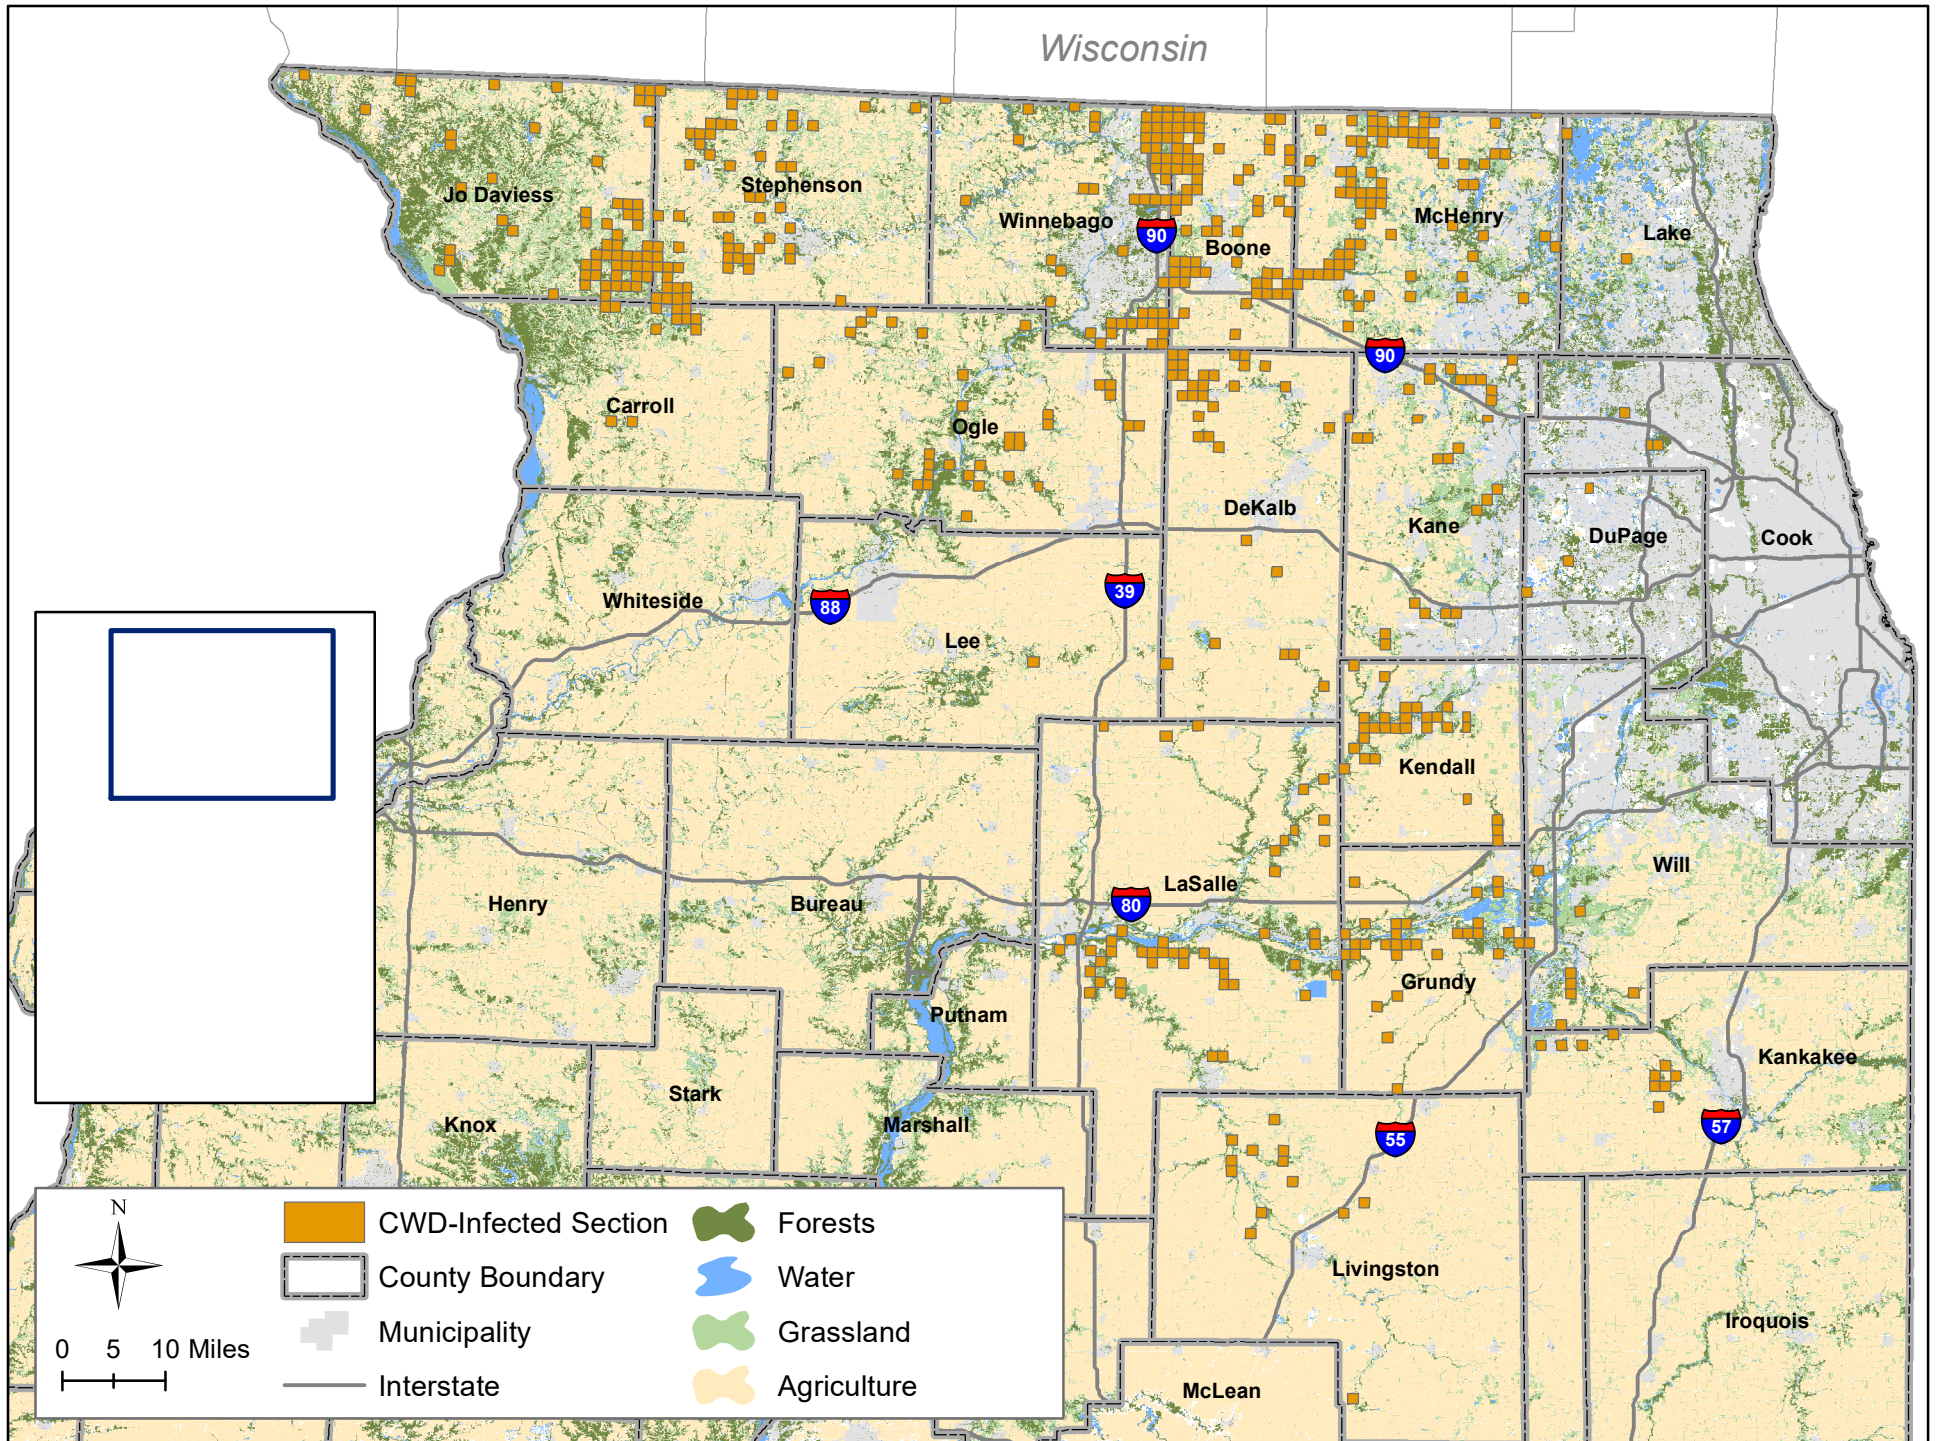 Wisconsin
Jo Daviess
Stephenson
Winnebago
90
Boone
McHenry
Lake
90
Carroll
Ogle
DeKalb
Kane
DuPage
Cook
Whiteside
88
39
Lee
Kendall
Henry
Bureau
80
LaSalle
Will
Grundy
Putnam
Kankakee
Stark
Knox
Marshall
55
57
Livingston
Iroquois
McLean
N
0 5 10 Miles
CWD-Infected Section
County Boundary
Municipality
Interstate
Forests
Water
Grassland
Agriculture